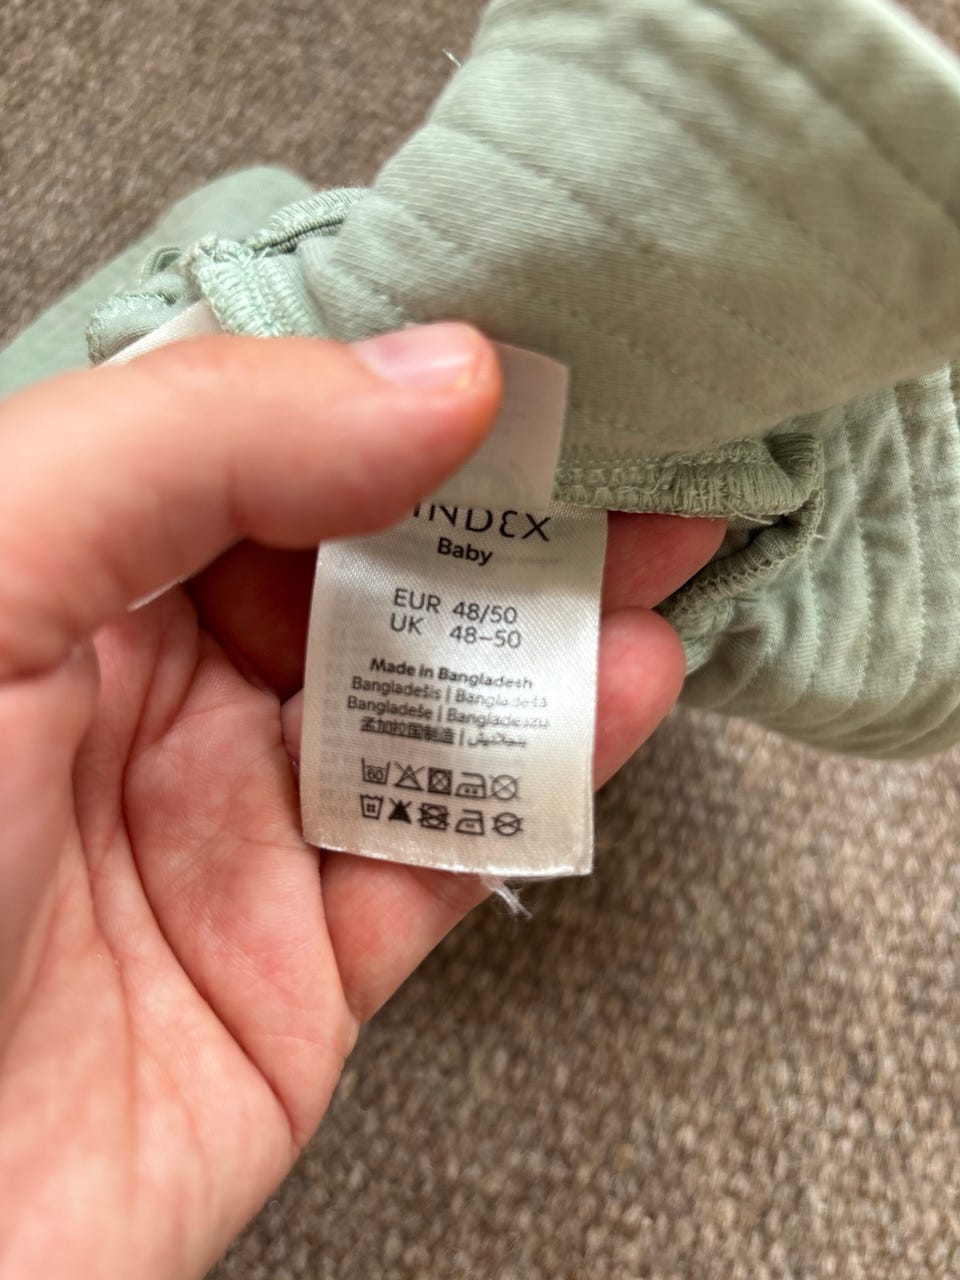 INDEX
Baby
EUR 48/50
UK 48–50
Made in Bangladesh
Bangladešis | Bangladešā
Bangladeše | Bangladeszu
孟加拉国制造 | بنجلاديش
60